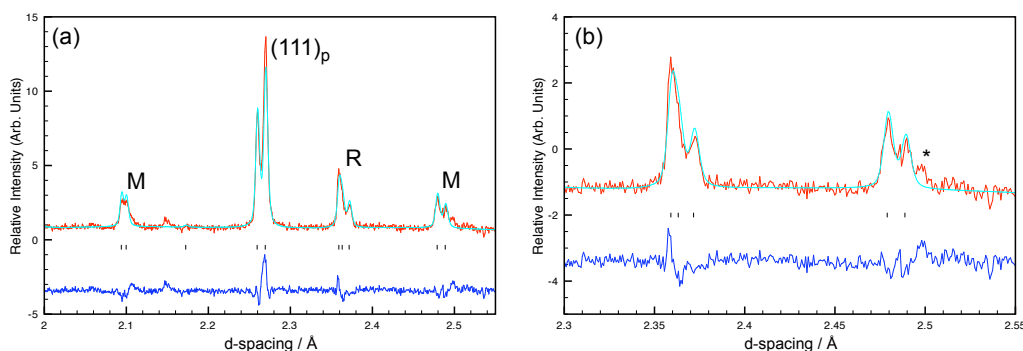 (a)
(111)p
M
R
M
Relative Intensity (Arb. Units)
15
10
5
0
-5
2
2.1
2.2
2.3
2.4
2.5
d-spacing / Å
(b)
*
Relative Intensity (Arb. Units)
4
2
0
-2
-4
2.3
2.35
2.4
2.45
2.5
2.55
d-spacing / Å